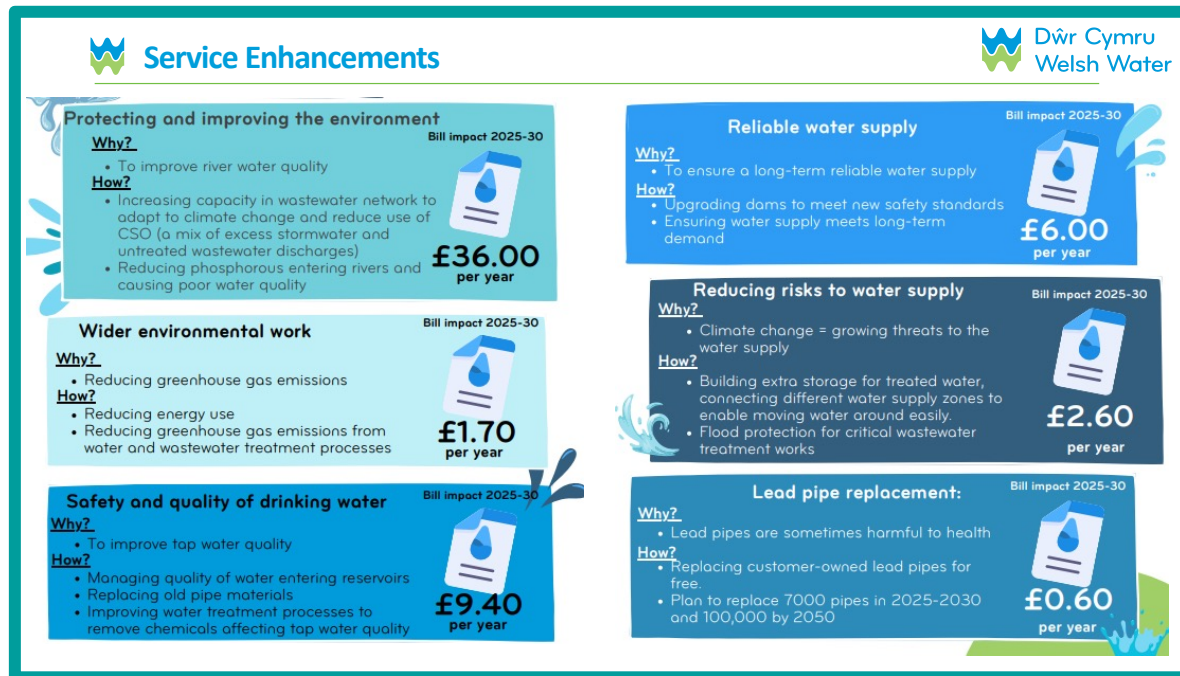 Service Enhancements
Dŵr Cymru
Welsh Water
Protecting and improving the environment
Bill impact 2025-30
Why?
• To improve river water quality
How?
• Increasing capacity in wastewater network to
adapt to climate change and reduce use of
CSO (a mix of excess stormwater and
untreated wastewater discharges)
• Reducing phosphorous entering rivers and
causing poor water quality
£36.00
per year
Wider environmental work
Bill impact 2025-30
Why?
• Reducing greenhouse gas emissions
How?
• Reducing energy use
• Reducing greenhouse gas emissions from
water and wastewater treatment processes
£1.70
per year
Safety and quality of drinking water
Bill impact 2025-30
Why?
• To improve tap water quality
How?
• Managing quality of water entering reservoirs
• Replacing old pipe materials
• Improving water treatment processes to
remove chemicals affecting tap water quality
£9.40
per year
Reliable water supply
Bill impact 2025-30
Why?
• To ensure a long-term reliable water supply
How?
• Upgrading dams to meet new safety standards
• Ensuring water supply meets long-term
demand
£6.00
per year
Reducing risks to water supply
Bill impact 2025-30
Why?
• Climate change = growing threats to the
water supply
How?
• Building extra storage for treated water,
connecting different water supply zones to
enable moving water around easily.
• Flood protection for critical wastewater
treatment works
£2.60
per year
Lead pipe replacement:
Bill impact 2025-30
Why?
• Lead pipes are sometimes harmful to health
How?
• Replacing customer-owned lead pipes for
free.
• Plan to replace 7000 pipes in 2025-2030
and 100,000 by 2050
£0.60
per year